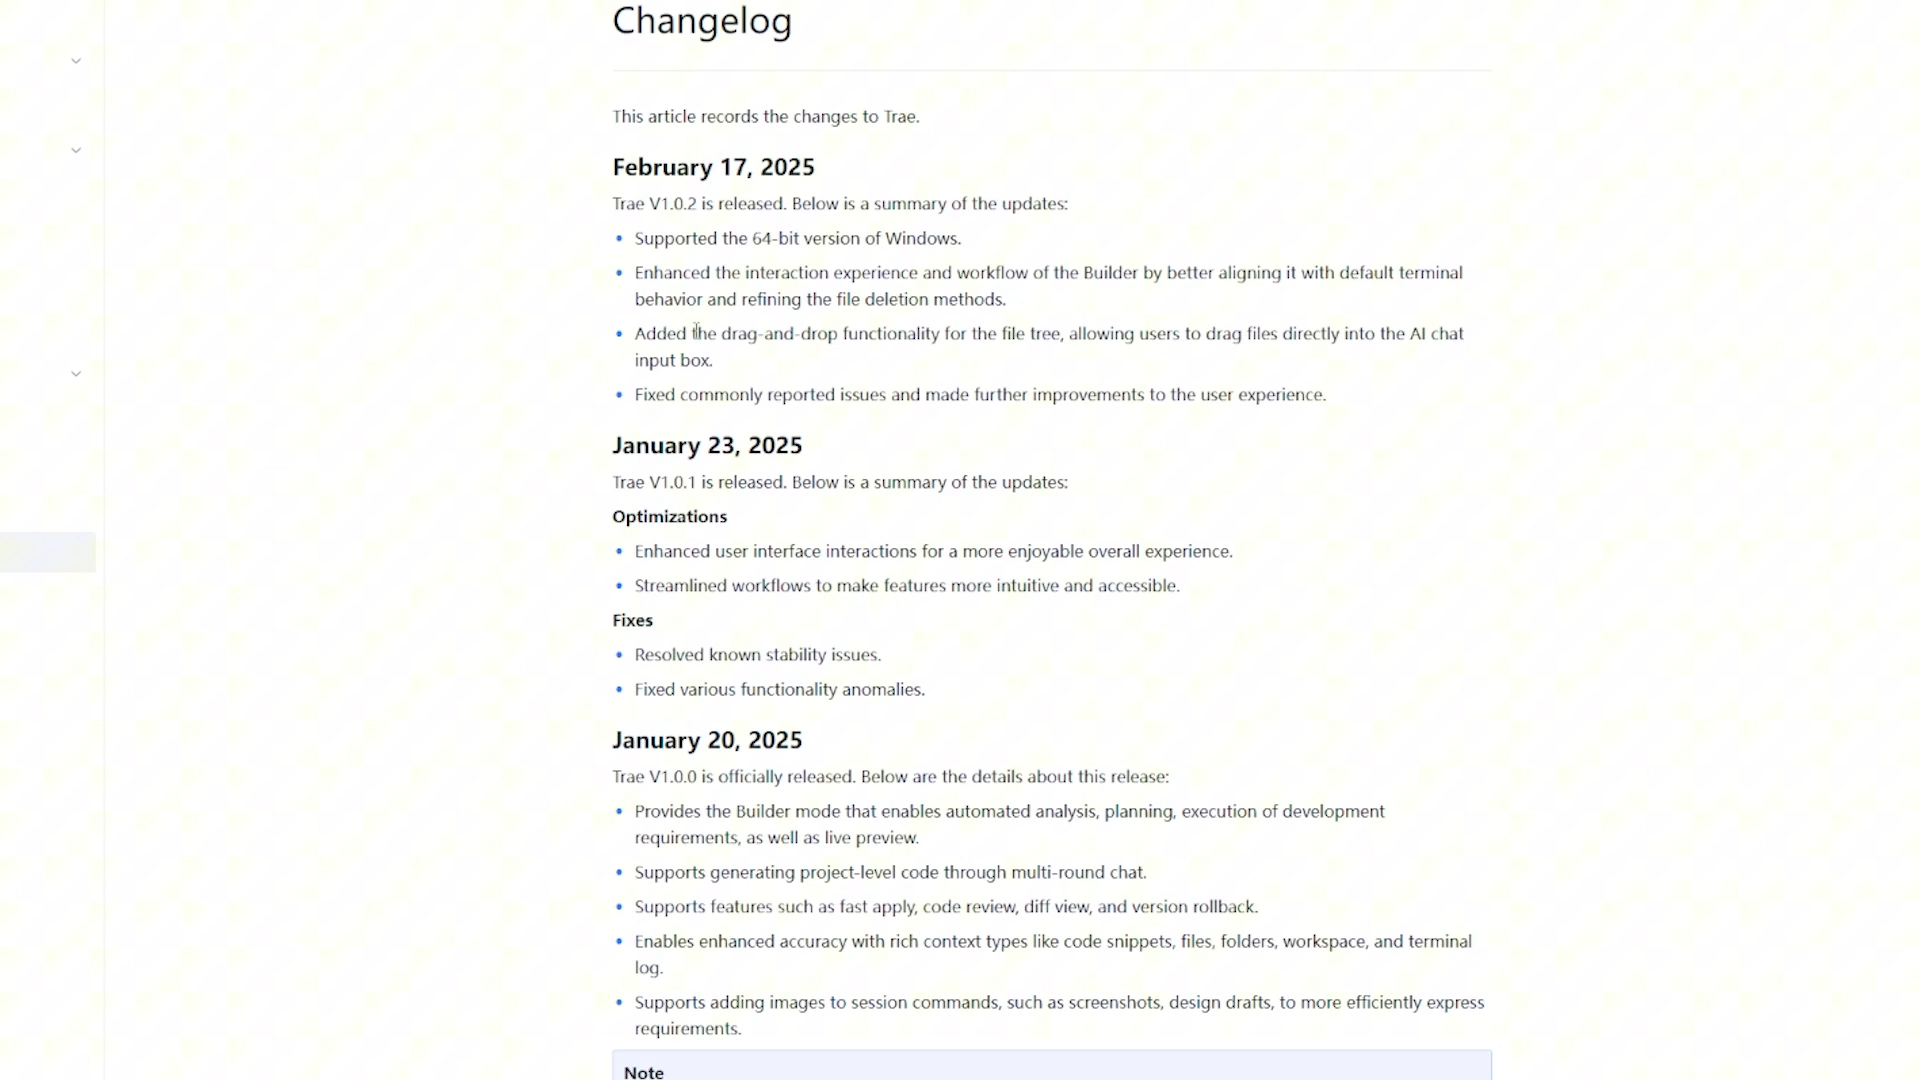 Changelog
This article records the changes to Trae.
February 17, 2025
Trae V1.0.2 is released. Below is a summary of the updates:
• Supported the 64-bit version of Windows.
• Enhanced the interaction experience and workflow of the Builder by better aligning it with default terminal
behavior and refining the file deletion methods.
• Added the drag-and-drop functionality for the file tree, allowing users to drag files directly into the AI chat
input box.
• Fixed commonly reported issues and made further improvements to the user experience.
January 23, 2025
Trae V1.0.1 is released. Below is a summary of the updates:
Optimizations
• Enhanced user interface interactions for a more enjoyable overall experience.
• Streamlined workflows to make features more intuitive and accessible.
Fixes
• Resolved known stability issues.
• Fixed various functionality anomalies.
January 20, 2025
Trae V1.0.0 is officially released. Below are the details about this release:
• Provides the Builder mode that enables automated analysis, planning, execution of development
requirements, as well as live preview.
• Supports generating project-level code through multi-round chat.
• Supports features such as fast apply, code review, diff view, and version rollback.
• Enables enhanced accuracy with rich context types like code snippets, files, folders, workspace, and terminal
log.
• Supports adding images to session commands, such as screenshots, design drafts, to more efficiently express
requirements.
Note